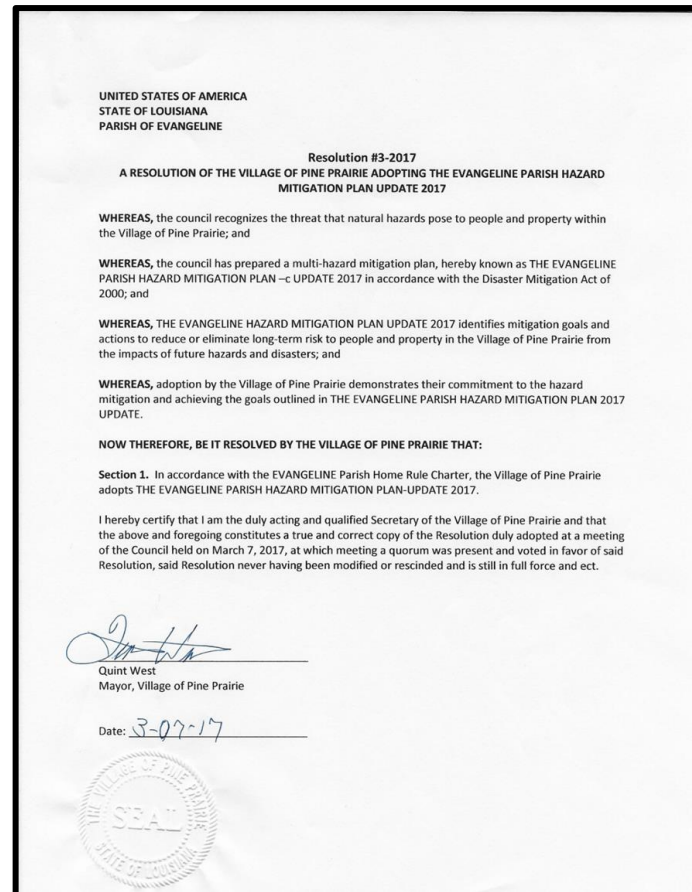 UNITED STATES OF AMERICA
STATE OF LOUISIANA
PARISH OF EVANGELINE
Resolution #3-2017
A RESOLUTION OF THE VILLAGE OF PINE PRAIRIE ADOPTING THE EVANGELINE PARISH HAZARD
MITIGATION PLAN UPDATE 2017
WHEREAS, the council recognizes the threat that natural hazards pose to people and property within
the Village of Pine Prairie; and
WHEREAS, the council has prepared a multi-hazard mitigation plan, hereby known as THE EVANGELINE
PARISH HAZARD MITIGATION PLAN –c UPDATE 2017 in accordance with the Disaster Mitigation Act of
2000; and
WHEREAS, THE EVANGELINE HAZARD MITIGATION PLAN UPDATE 2017 identifies mitigation goals and
actions to reduce or eliminate long-term risk to people and property in the Village of Pine Prairie from
the impacts of future hazards and disasters; and
WHEREAS, adoption by the Village of Pine Prairie demonstrates their commitment to the hazard
mitigation and achieving the goals outlined in THE EVANGELINE PARISH HAZARD MITIGATION PLAN 2017
UPDATE.
NOW THEREFORE, BE IT RESOLVED BY THE VILLAGE OF PINE PRAIRIE THAT:
Section 1. In accordance with the EVANGELINE Parish Home Rule Charter, the Village of Pine Prairie
adopts THE EVANGELINE PARISH HAZARD MITIGATION PLAN-UPDATE 2017.
I hereby certify that I am the duly acting and qualified Secretary of the Village of Pine Prairie and that
the above and foregoing constitutes a true and correct copy of the Resolution duly adopted at a meeting
of the Council held on March 7, 2017, at which meeting a quorum was present and voted in favor of said
Resolution, said Resolution never having been modified or rescinded and is still in full force and ect.
Quint West
Mayor, Village of Pine Prairie
Date: 3-07-17
THE VILLAGE OF PINE PRAIRIE
SEAL
STATE OF LOUISIANA